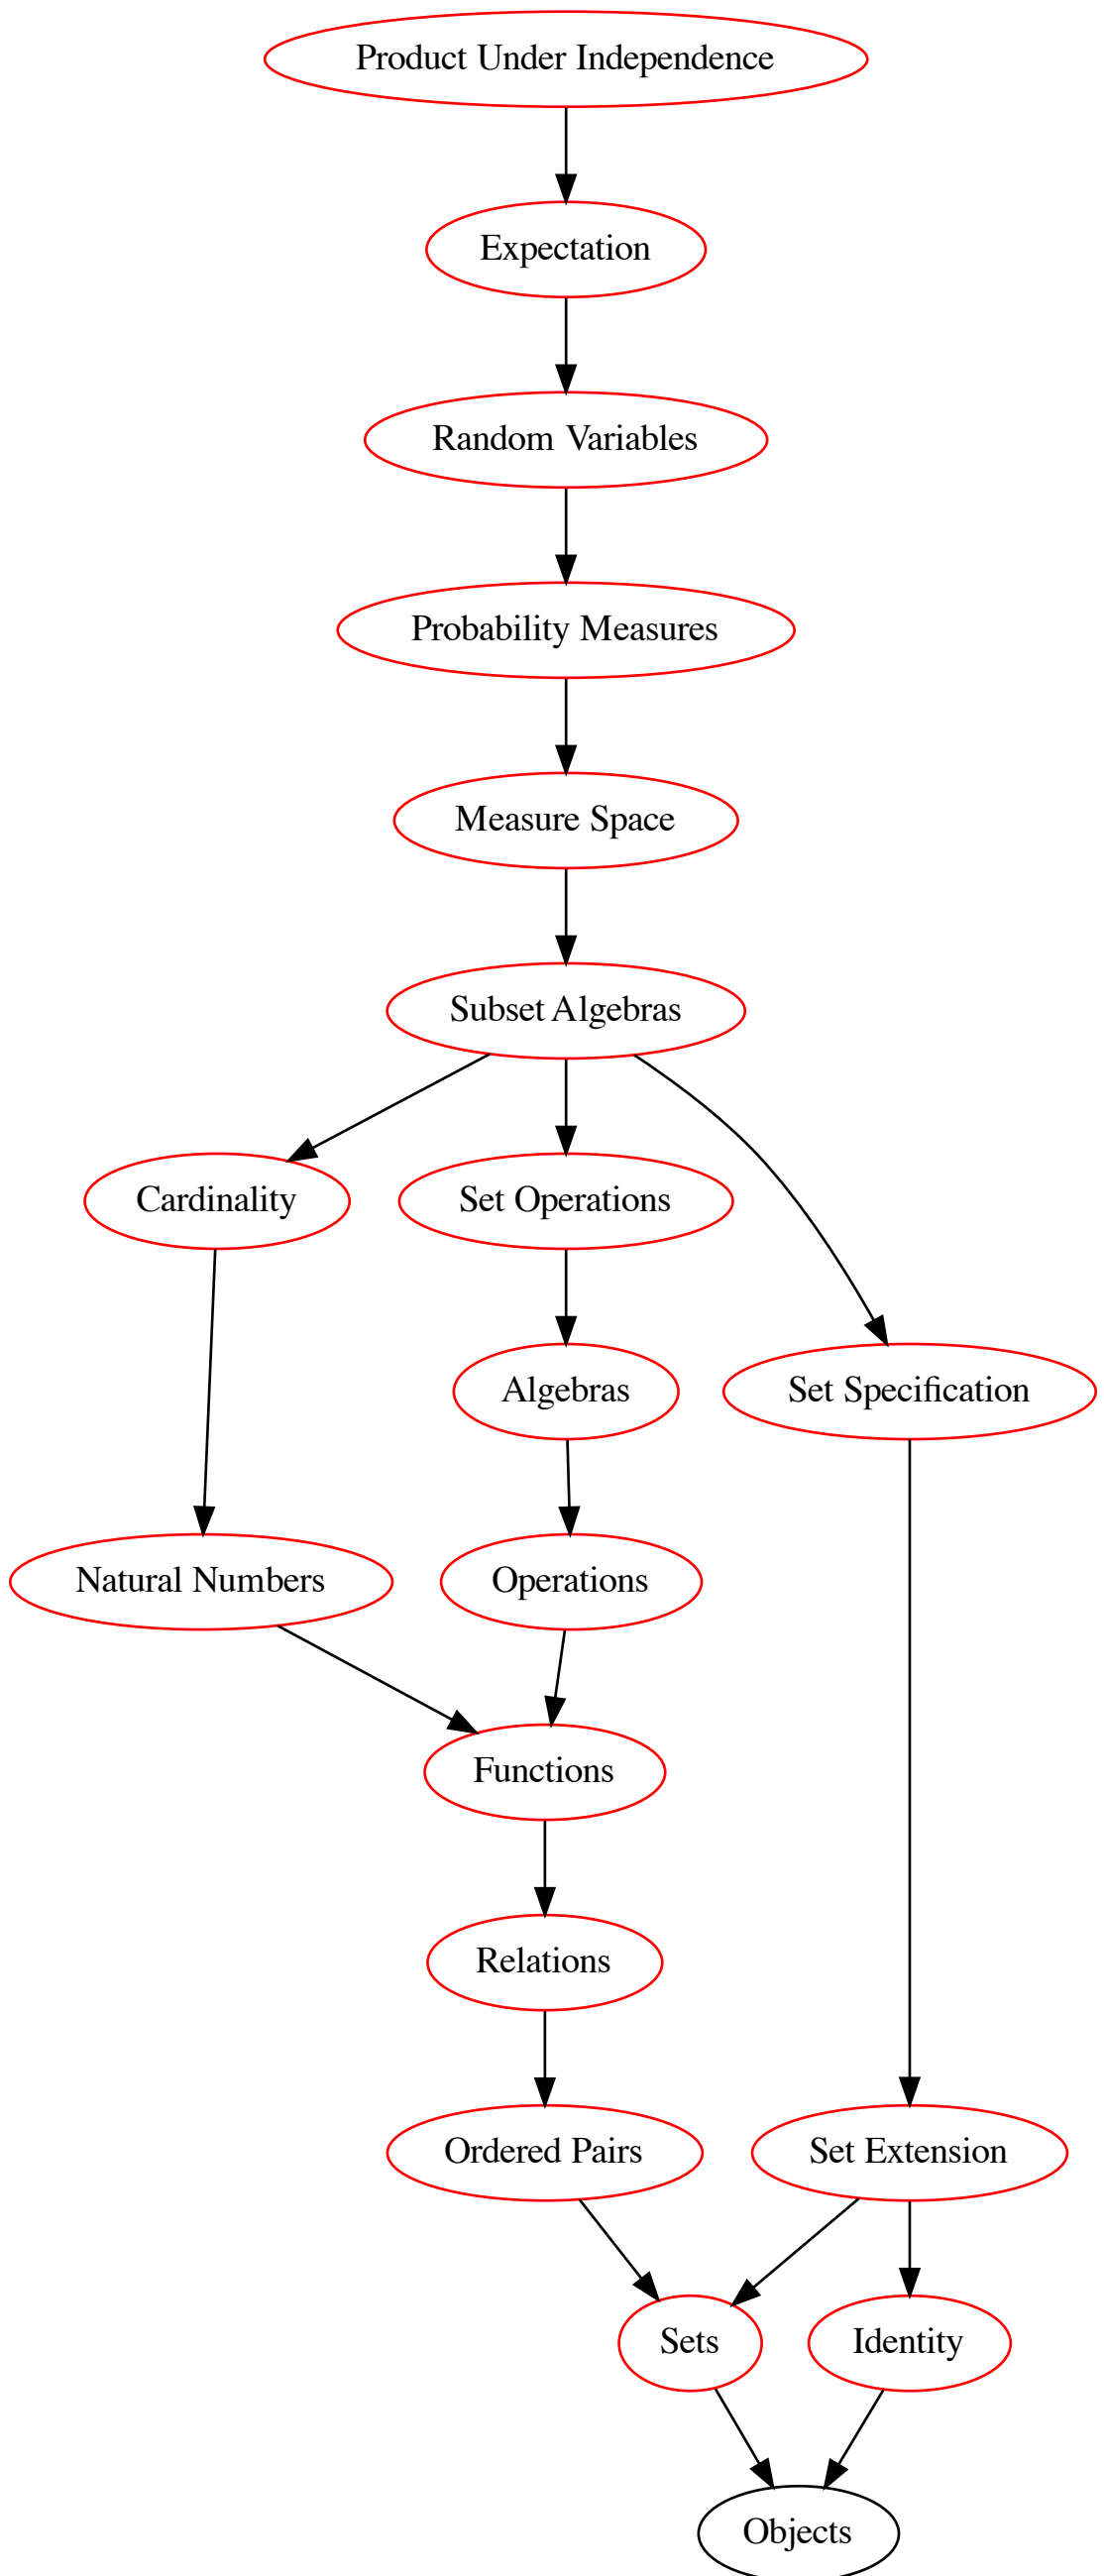 Product Under Independence
Expectation
Random Variables
Probability Measures
Measure Space
Subset Algebras
Cardinality
Set Operations
Algebras
Set Specification
Natural Numbers
Operations
Functions
Relations
Ordered Pairs
Set Extension
Sets
Identity
Objects